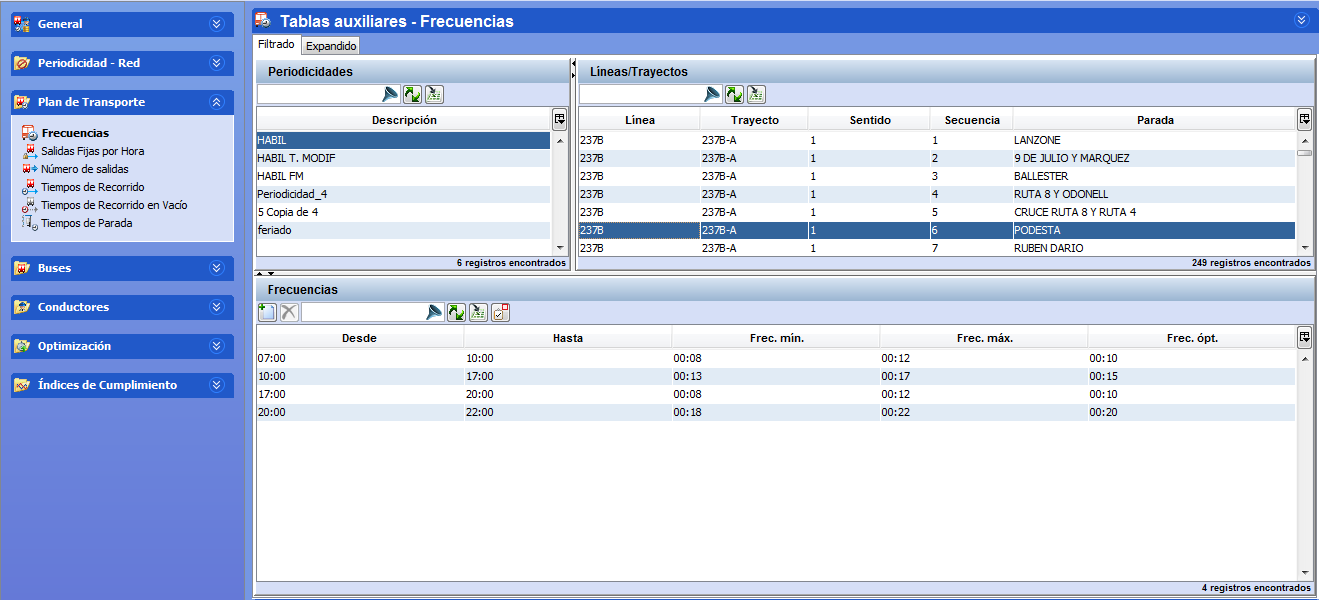 General
Periodicidad - Red
Plan de Transporte
Frecuencias
Salidas Fijas por Hora
Número de salidas
Tiempos de Recorrido
Tiempos de Recorrido en Vacío
Tiempos de Parada
Buses
Conductores
Optimización
Índices de Cumplimiento
Tablas auxiliares - Frecuencias
Filtrado Expandido
Periodicidades
Descripción
HABIL
HABIL T. MODIF
HABIL FM
Periodicidad_4
5 Copia de 4
feriado
6 registros encontrados
Líneas/Trayectos
Línea Trayecto Sentido Secuencia Parada
237B 237B-A 1 1 LANZONE
237B 237B-A 1 2 9 DE JULIO Y MARQUEZ
237B 237B-A 1 3 BALLESTER
237B 237B-A 1 4 RUTA 8 Y ODONELL
237B 237B-A 1 5 CRUCE RUTA 8 Y RUTA 4
237B 237B-A 1 6 PODESTA
237B 237B-A 1 7 RUBEN DARIO
249 registros encontrados
Frecuencias
Desde Hasta Frec. mín. Frec. máx. Frec. ópt.
07:00 10:00 00:08 00:12 00:10
10:00 17:00 00:13 00:17 00:15
17:00 20:00 00:08 00:12 00:10
20:00 22:00 00:18 00:22 00:20
4 registros encontrados